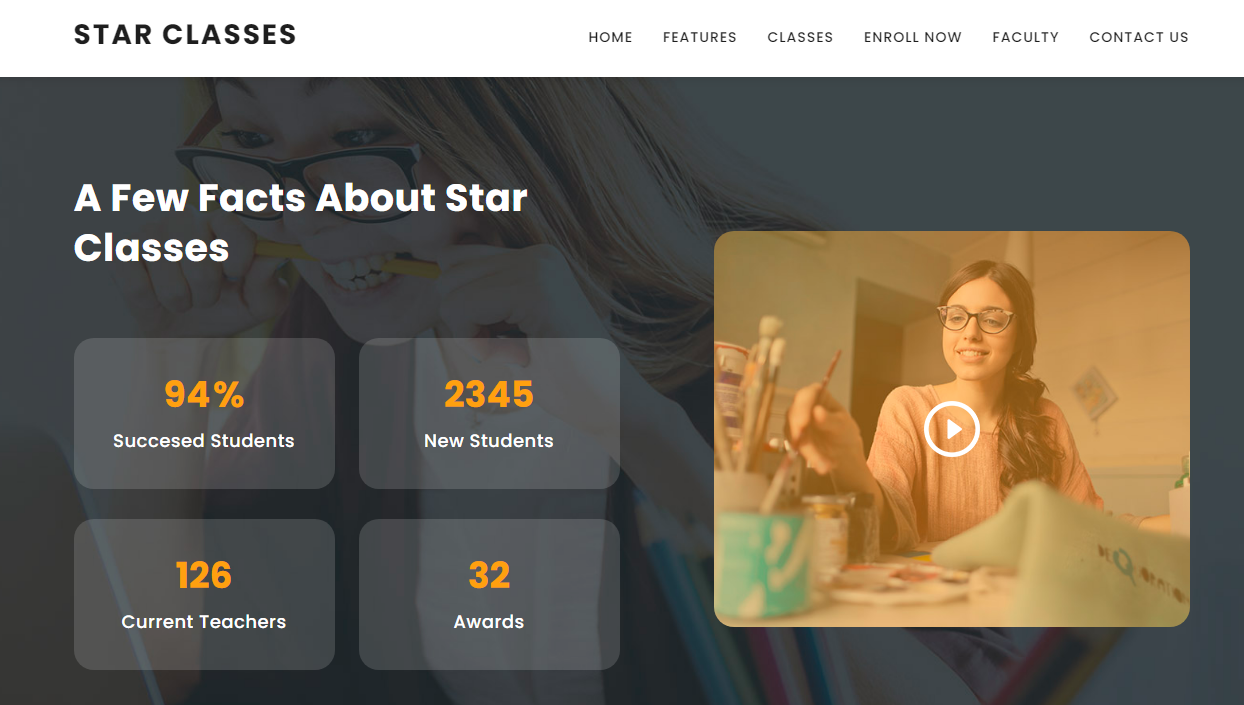 STAR CLASSES
HOME FEATURES CLASSES ENROLL NOW FACULTY CONTACT US
A Few Facts About Star
Classes
94%
Succesed Students
2345
New Students
126
Current Teachers
32
Awards